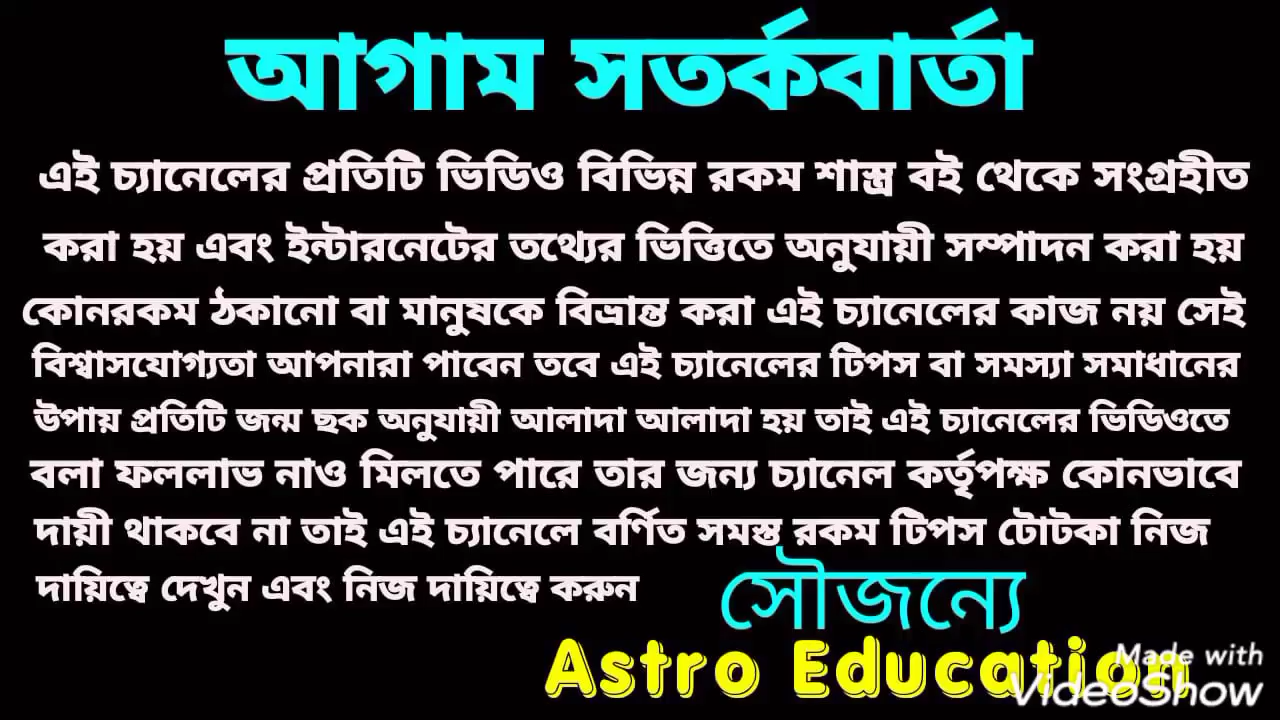 আগাম সতর্কবার্তা
এই চ্যানেলের প্রতিটি ভিডিও বিভিন্ন রকম শাস্ত্র বই থেকে সংগ্রহীত
করা হয় এবং ইন্টারনেটের তথ্যের ভিত্তিতে অনুযায়ী সম্পাদন করা হয়
কোনরকম ঠকানো বা মানুষকে বিভ্রান্ত করা এই চ্যানেলের কাজ নয় সেই
বিশ্বাসযোগ্যতা আপনারা পাবেন তবে এই চ্যানেলের টিপস বা সমস্যা সমাধানের
উপায় প্রতিটি জন্ম ছক অনুযায়ী আলাদা আলাদা হয় তাই এই চ্যানেলের ভিডিওতে
বলা ফললাভ নাও মিলতে পারে তার জন্য চ্যানেল কর্তৃপক্ষ কোনভাবে
দায়ী থাকবে না তাই এই চ্যানেলে বর্ণিত সমস্ত রকম টিপস টোটকা নিজ
দায়িত্বে দেখুন এবং নিজ দায়িত্বে করুন
সৌজন্যে
Astro Education
Made with
VideoShow